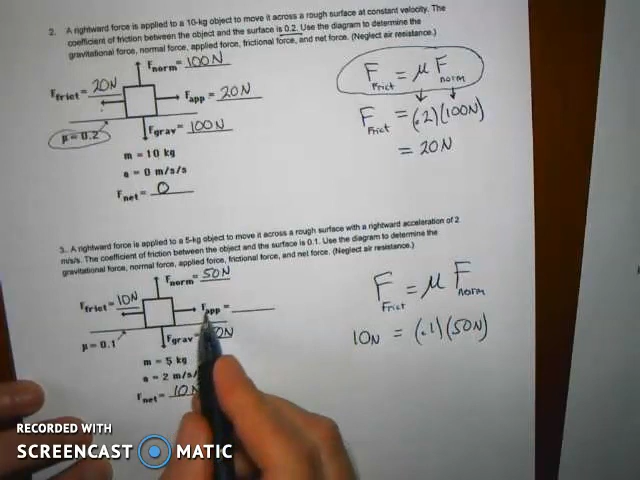 2. A rightward force is applied to a 10-kg object to move it across a rough surface at constant velocity. The
coefficient of friction between the object and the surface is 0.2. Use the diagram to determine the
gravitational force, normal force, applied force, frictional force, and net force. (Neglect air resistance.)
Fnorm = 100N
Ffrict = 20N
Fapp = 20N
μ = 0.2
Fgrav = 100N
m = 10 kg
a = 0 m/s/s
Fnet = 0
F Frict = μ F norm
F Frict = (.2)(100N)
= 20N
3.. A rightward force is applied to a 5-kg object to move it across a rough surface with a rightward acceleration of 2
m/s/s. The coefficient of friction between the object and the surface is 0.1. Use the diagram to determine the
gravitational force, normal force, applied force, frictional force, and net force. (Neglect air resistance.)
Fnorm = 50N
Ffrict = 10N
Fapp =
μ = 0.1
Fgrav = 0N
m = 5 kg
a = 2 m/s/
Fnet = 10N
F Frict = μ F norm
10N = (.1)(50N)
RECORDED WITH
SCREENCAST MATIC